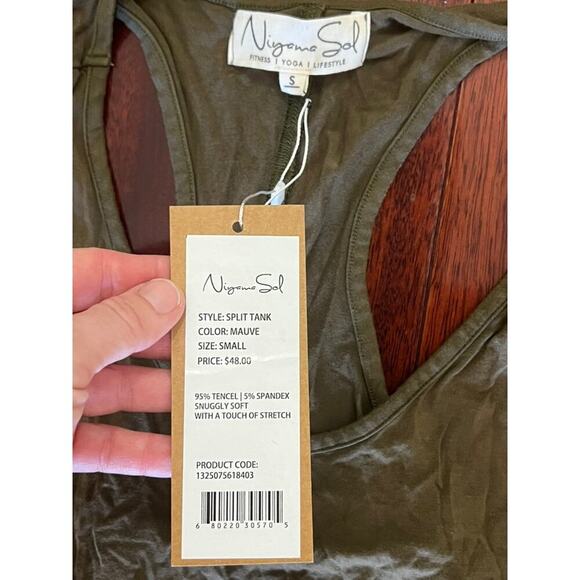 Niyama Sol
FITNESS | YOGA | LIFESTYLE
S
Niyama Sol
STYLE: SPLIT TANK
COLOR: MAUVE
SIZE: SMALL
PRICE: $48.00
95% TENCEL | 5% SPANDEX
SNUGGLY SOFT
WITH A TOUCH OF STRETCH
PRODUCT CODE:
1325075618403
6 80220 30570 5